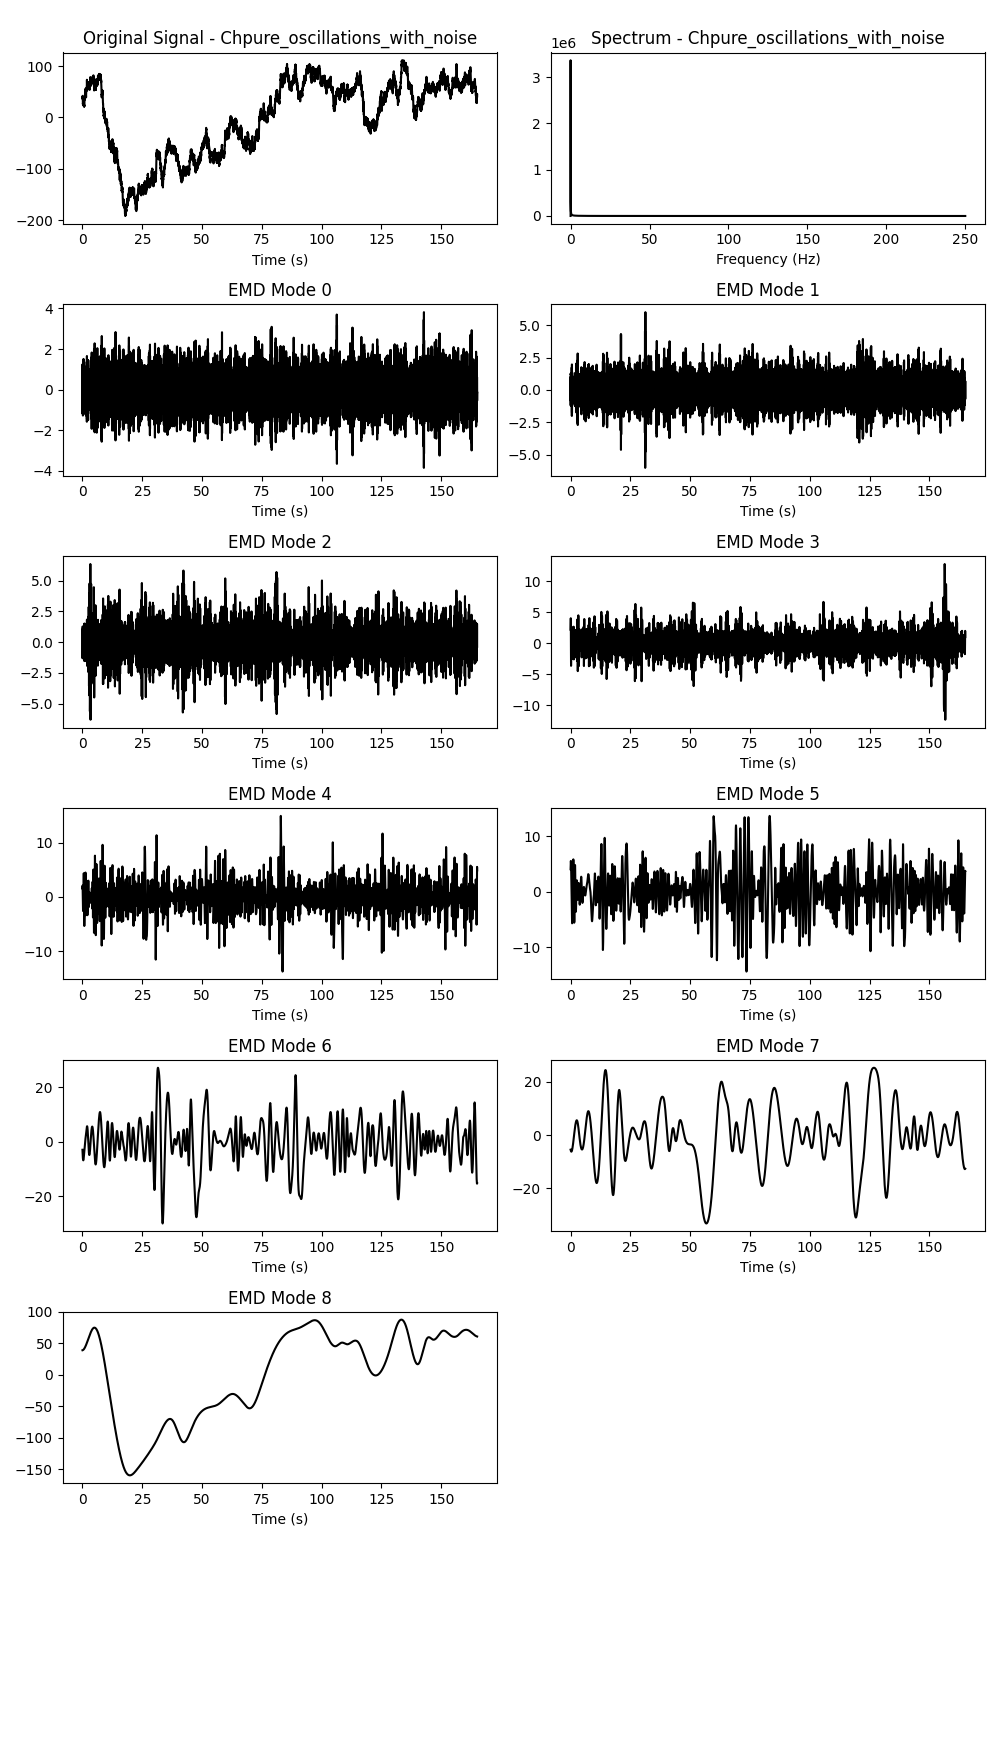 Original Signal - Chpure_oscillations_with_noise
100
0
−100
−200
0 25 50 75 100 125 150
Time (s)
Spectrum - Chpure_oscillations_with_noise
1e6
3
2
1
0
0 50 100 150 200 250
Frequency (Hz)
EMD Mode 0
4
2
0
−2
−4
0 25 50 75 100 125 150
Time (s)
EMD Mode 1
5.0
2.5
0.0
−2.5
−5.0
0 25 50 75 100 125 150
Time (s)
EMD Mode 2
5.0
2.5
0.0
−2.5
−5.0
0 25 50 75 100 125 150
Time (s)
EMD Mode 3
10
5
0
−5
−10
0 25 50 75 100 125 150
Time (s)
EMD Mode 4
10
0
−10
0 25 50 75 100 125 150
Time (s)
EMD Mode 5
10
0
−10
0 25 50 75 100 125 150
Time (s)
EMD Mode 6
20
0
−20
0 25 50 75 100 125 150
Time (s)
EMD Mode 7
20
0
−20
0 25 50 75 100 125 150
Time (s)
EMD Mode 8
100
50
0
−50
−100
−150
0 25 50 75 100 125 150
Time (s)